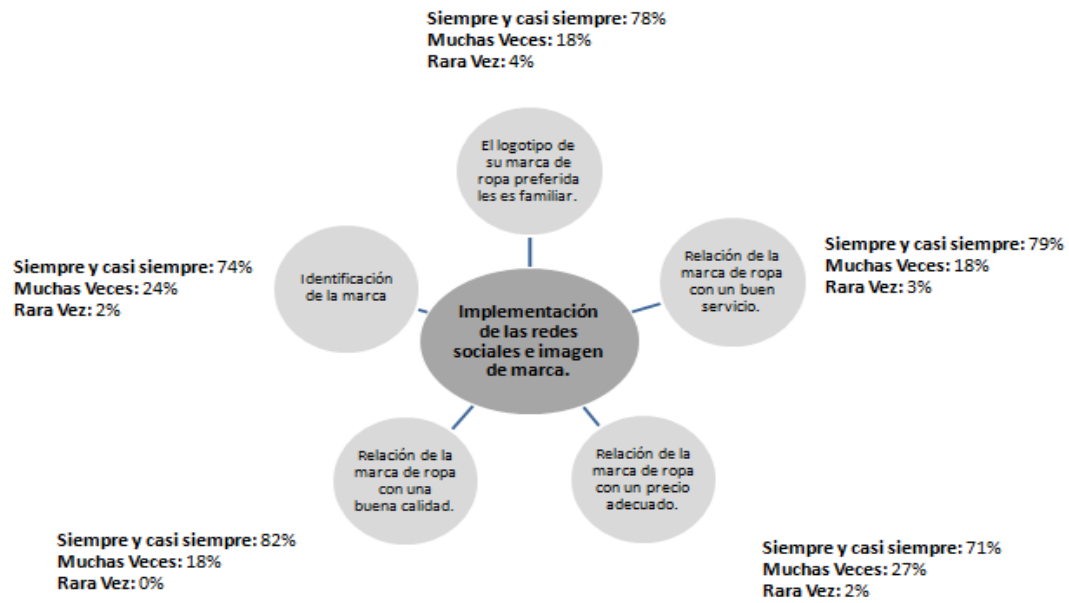 Siempre y casi siempre: 78%
Muchas Veces: 18%
Rara Vez: 4%
El logotipo de
su marca de
ropa preferida
les es familiar.
Siempre y casi siempre: 74%
Muchas Veces: 24%
Rara Vez: 2%
Identificación
de la marca
Implementación
de las redes
sociales e imagen
de marca.
Relación de la
marca de ropa
con un buen
servicio.
Siempre y casi siempre: 79%
Muchas Veces: 18%
Rara Vez: 3%
Relación de la
marca de ropa
con una
buena calidad.
Relación de la
marca de ropa
con un precio
adecuado.
Siempre y casi siempre: 82%
Muchas Veces: 18%
Rara Vez: 0%
Siempre y casi siempre: 71%
Muchas Veces: 27%
Rara Vez: 2%